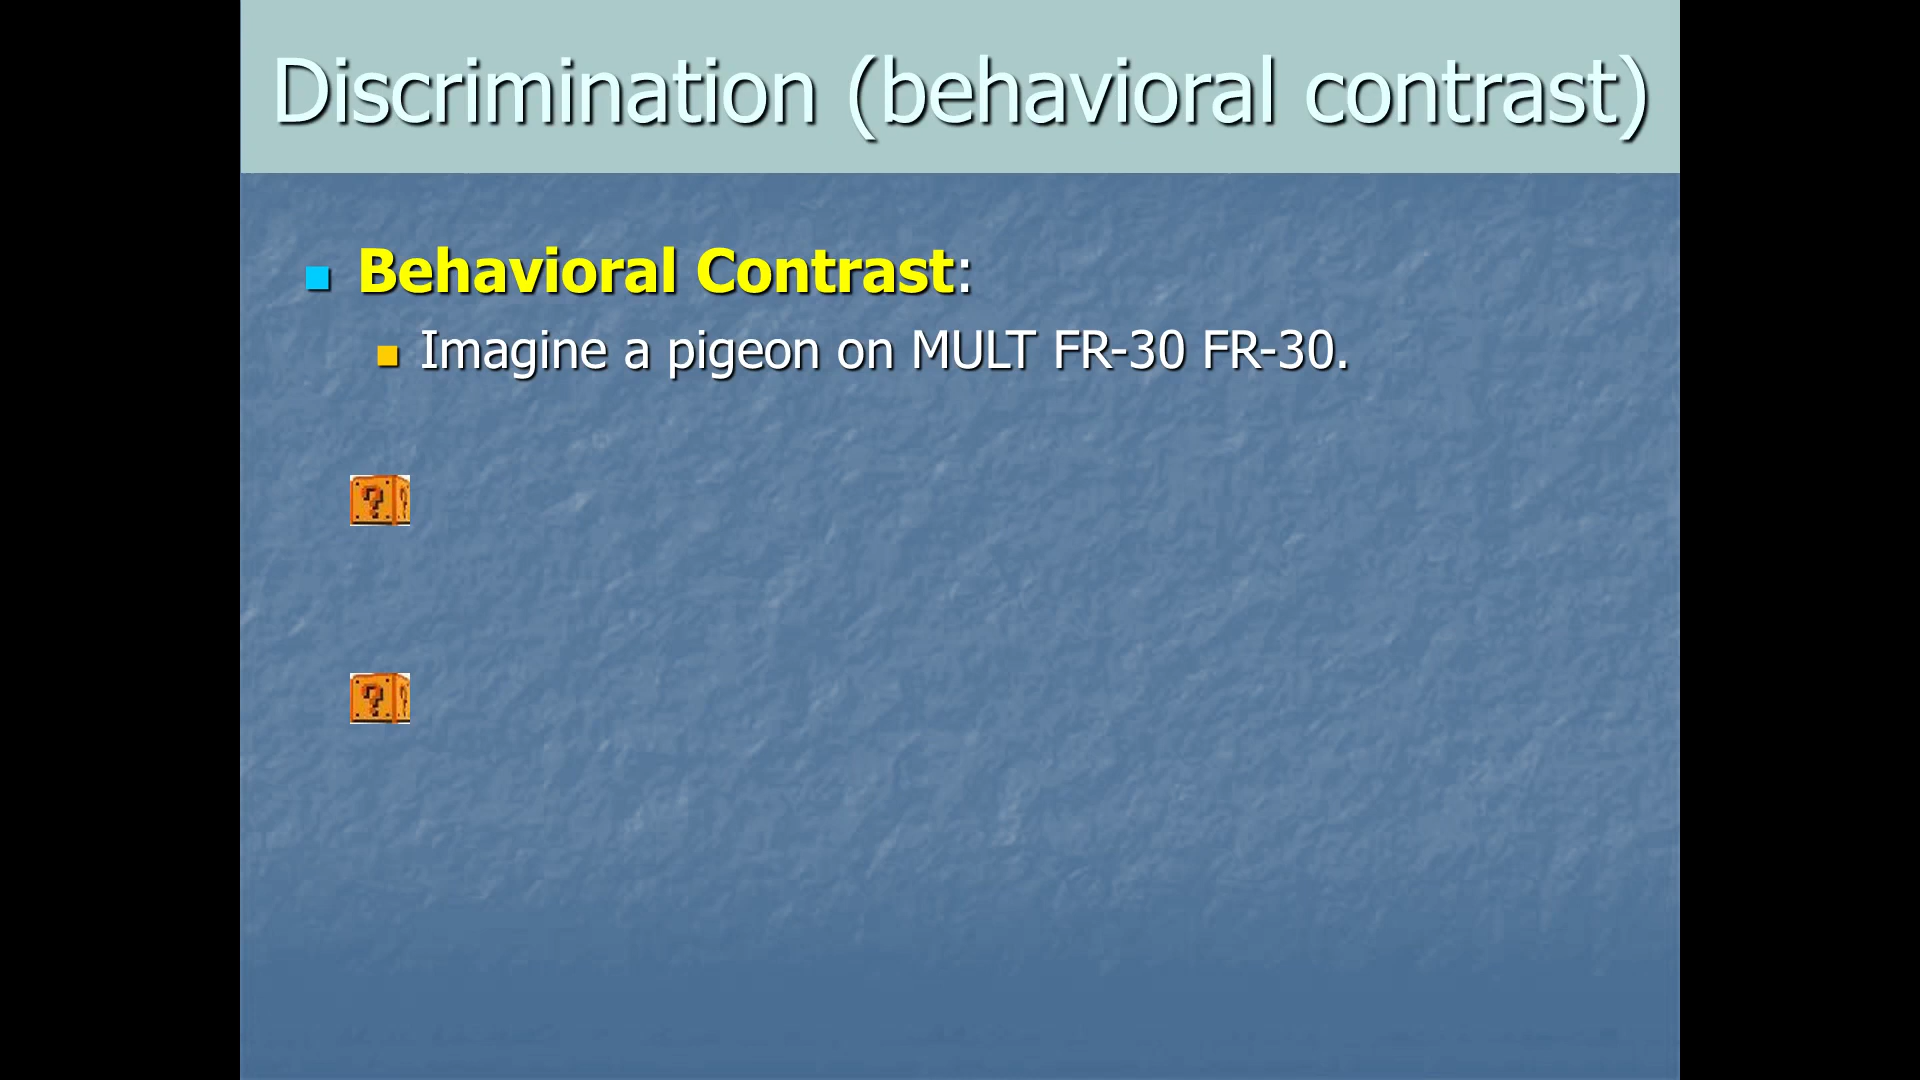 Discrimination (behavioral contrast)
Behavioral Contrast:
Imagine a pigeon on MULT FR-30 FR-30.
?
?